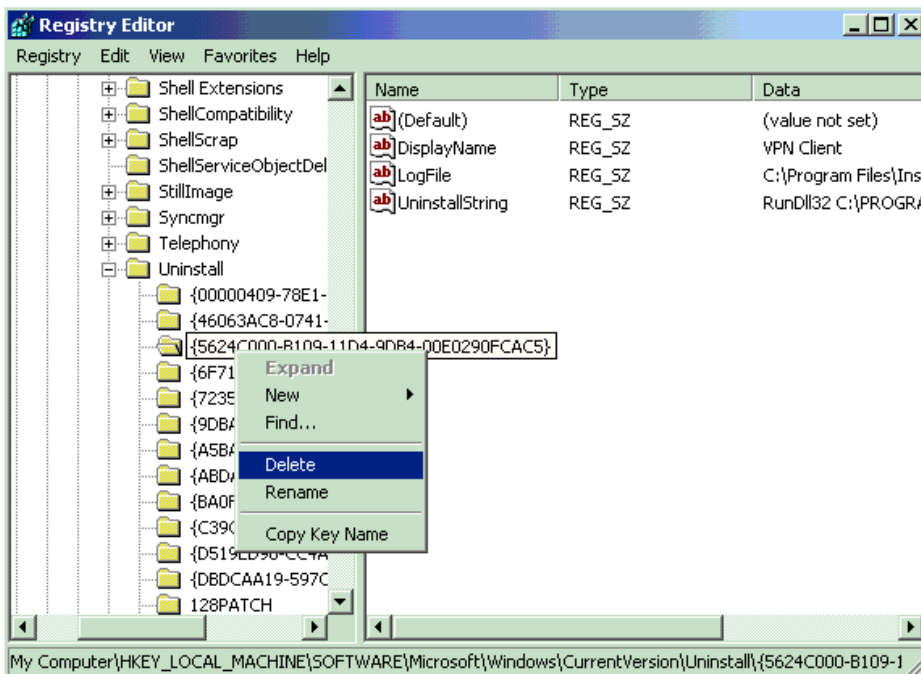 Registry Editor
Registry Edit View Favorites Help
Shell Extensions
ShellCompatibility
ShellScrap
ShellServiceObjectDel
StillImage
Syncmgr
Telephony
Uninstall
{00000409-78E1-
{46063AC8-0741-
{5624C000-B109-11D4-9DB4-00E0290FCAC5}
{6F71
{7235
{9DBA
{A5BA
{ABDA
{BA0F
{C39C
{D519ED98-CC4A
{DBDCAA19-597C
128PATCH
Expand
New
Find...
Delete
Rename
Copy Key Name
Name Type Data
(Default) REG_SZ (value not set)
DisplayName REG_SZ VPN Client
LogFile REG_SZ C:\Program Files\Ins
UninstallString REG_SZ RunDll32 C:\PROGRA
My Computer\HKEY_LOCAL_MACHINE\SOFTWARE\Microsoft\Windows\CurrentVersion\Uninstall\{5624C000-B109-1